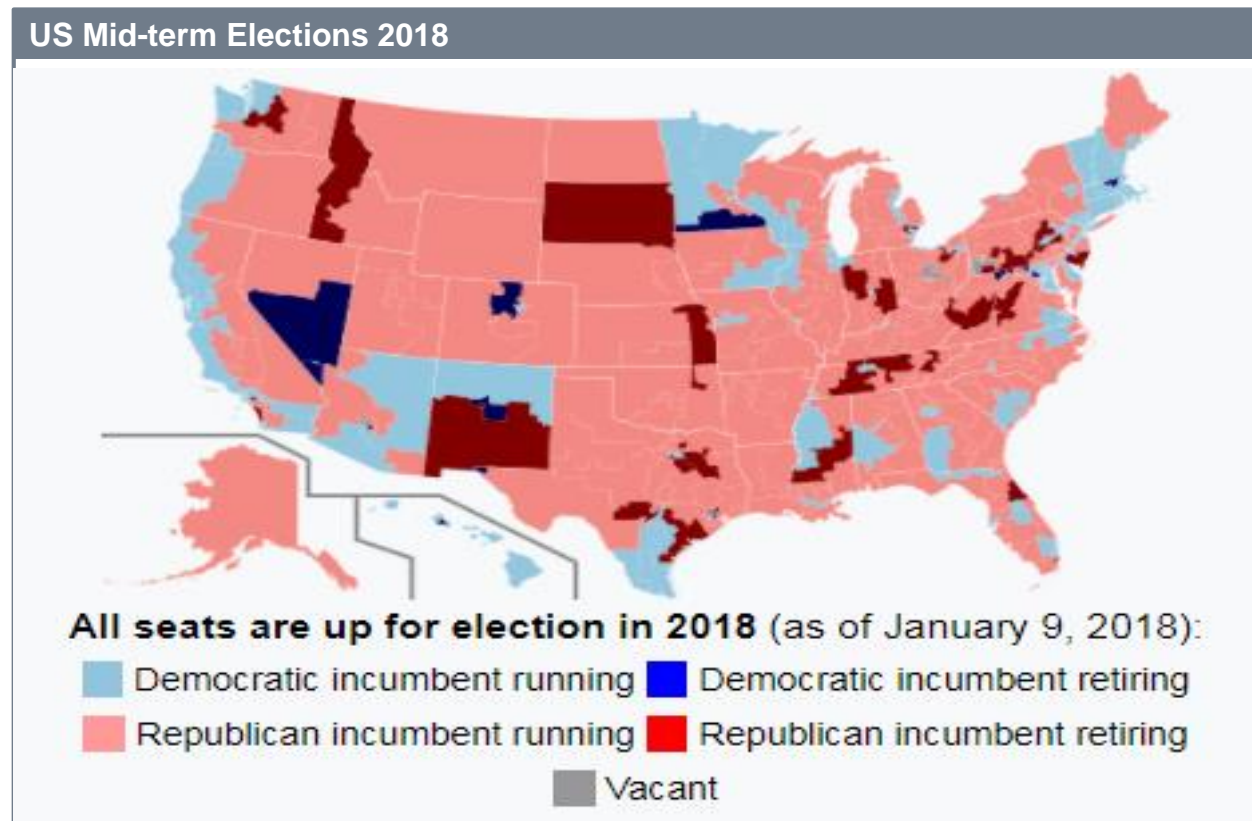 US Mid-term Elections 2018
All seats are up for election in 2018 (as of January 9, 2018):
Democratic incumbent running Democratic incumbent retiring
Republican incumbent running Republican incumbent retiring
Vacant